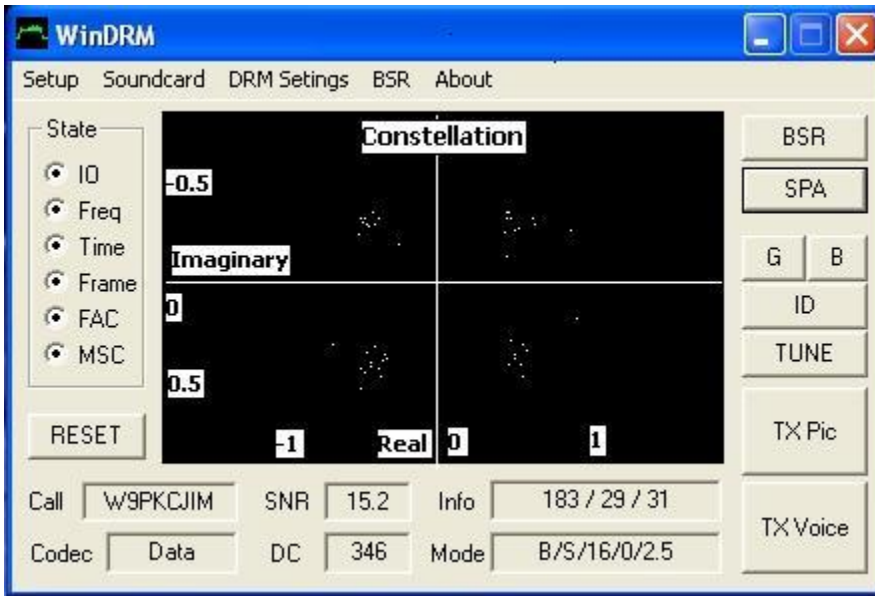 WinDRM
Setup Soundcard DRM Setings BSR About
State
IO
Freq
Time
Frame
FAC
MSC
RESET
Constellation
-0.5
Imaginary
0
0.5
-1 Real 0 1
BSR
SPA
G B
ID
TUNE
TX Pic
TX Voice
Call W9PKCJIM SNR 15.2 Info 183 / 29 / 31
Codec Data DC 346 Mode B/S/16/0/2.5